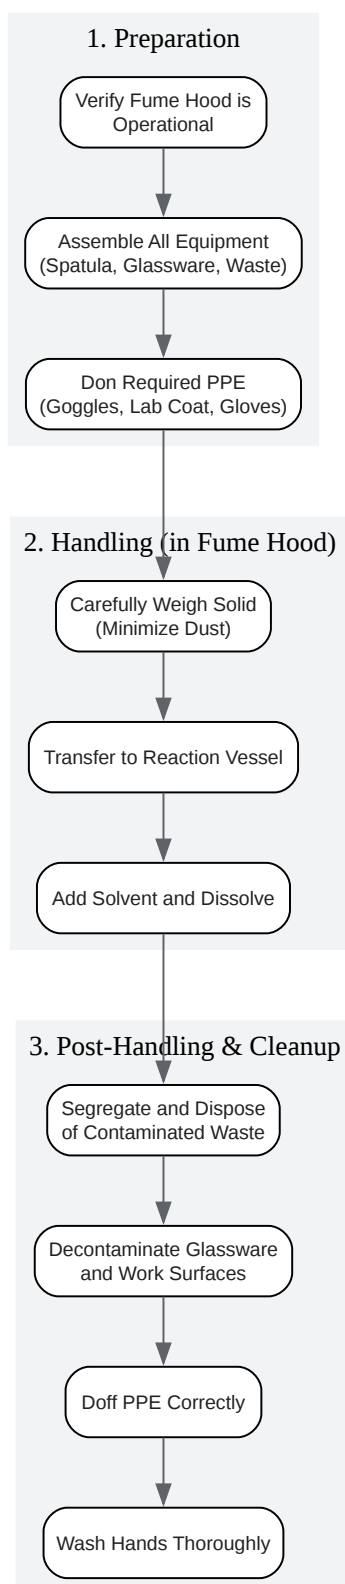 1. Preparation
Verify Fume Hood is
Operational
Assemble All Equipment
(Spatula, Glassware, Waste)
Don Required PPE
(Goggles, Lab Coat, Gloves)
2. Handling (in Fume Hood)
Carefully Weigh Solid
(Minimize Dust)
Transfer to Reaction Vessel
Add Solvent and Dissolve
3. Post-Handling & Cleanup
Segregate and Dispose
of Contaminated Waste
Decontaminate Glassware
and Work Surfaces
Doff PPE Correctly
Wash Hands Thoroughly